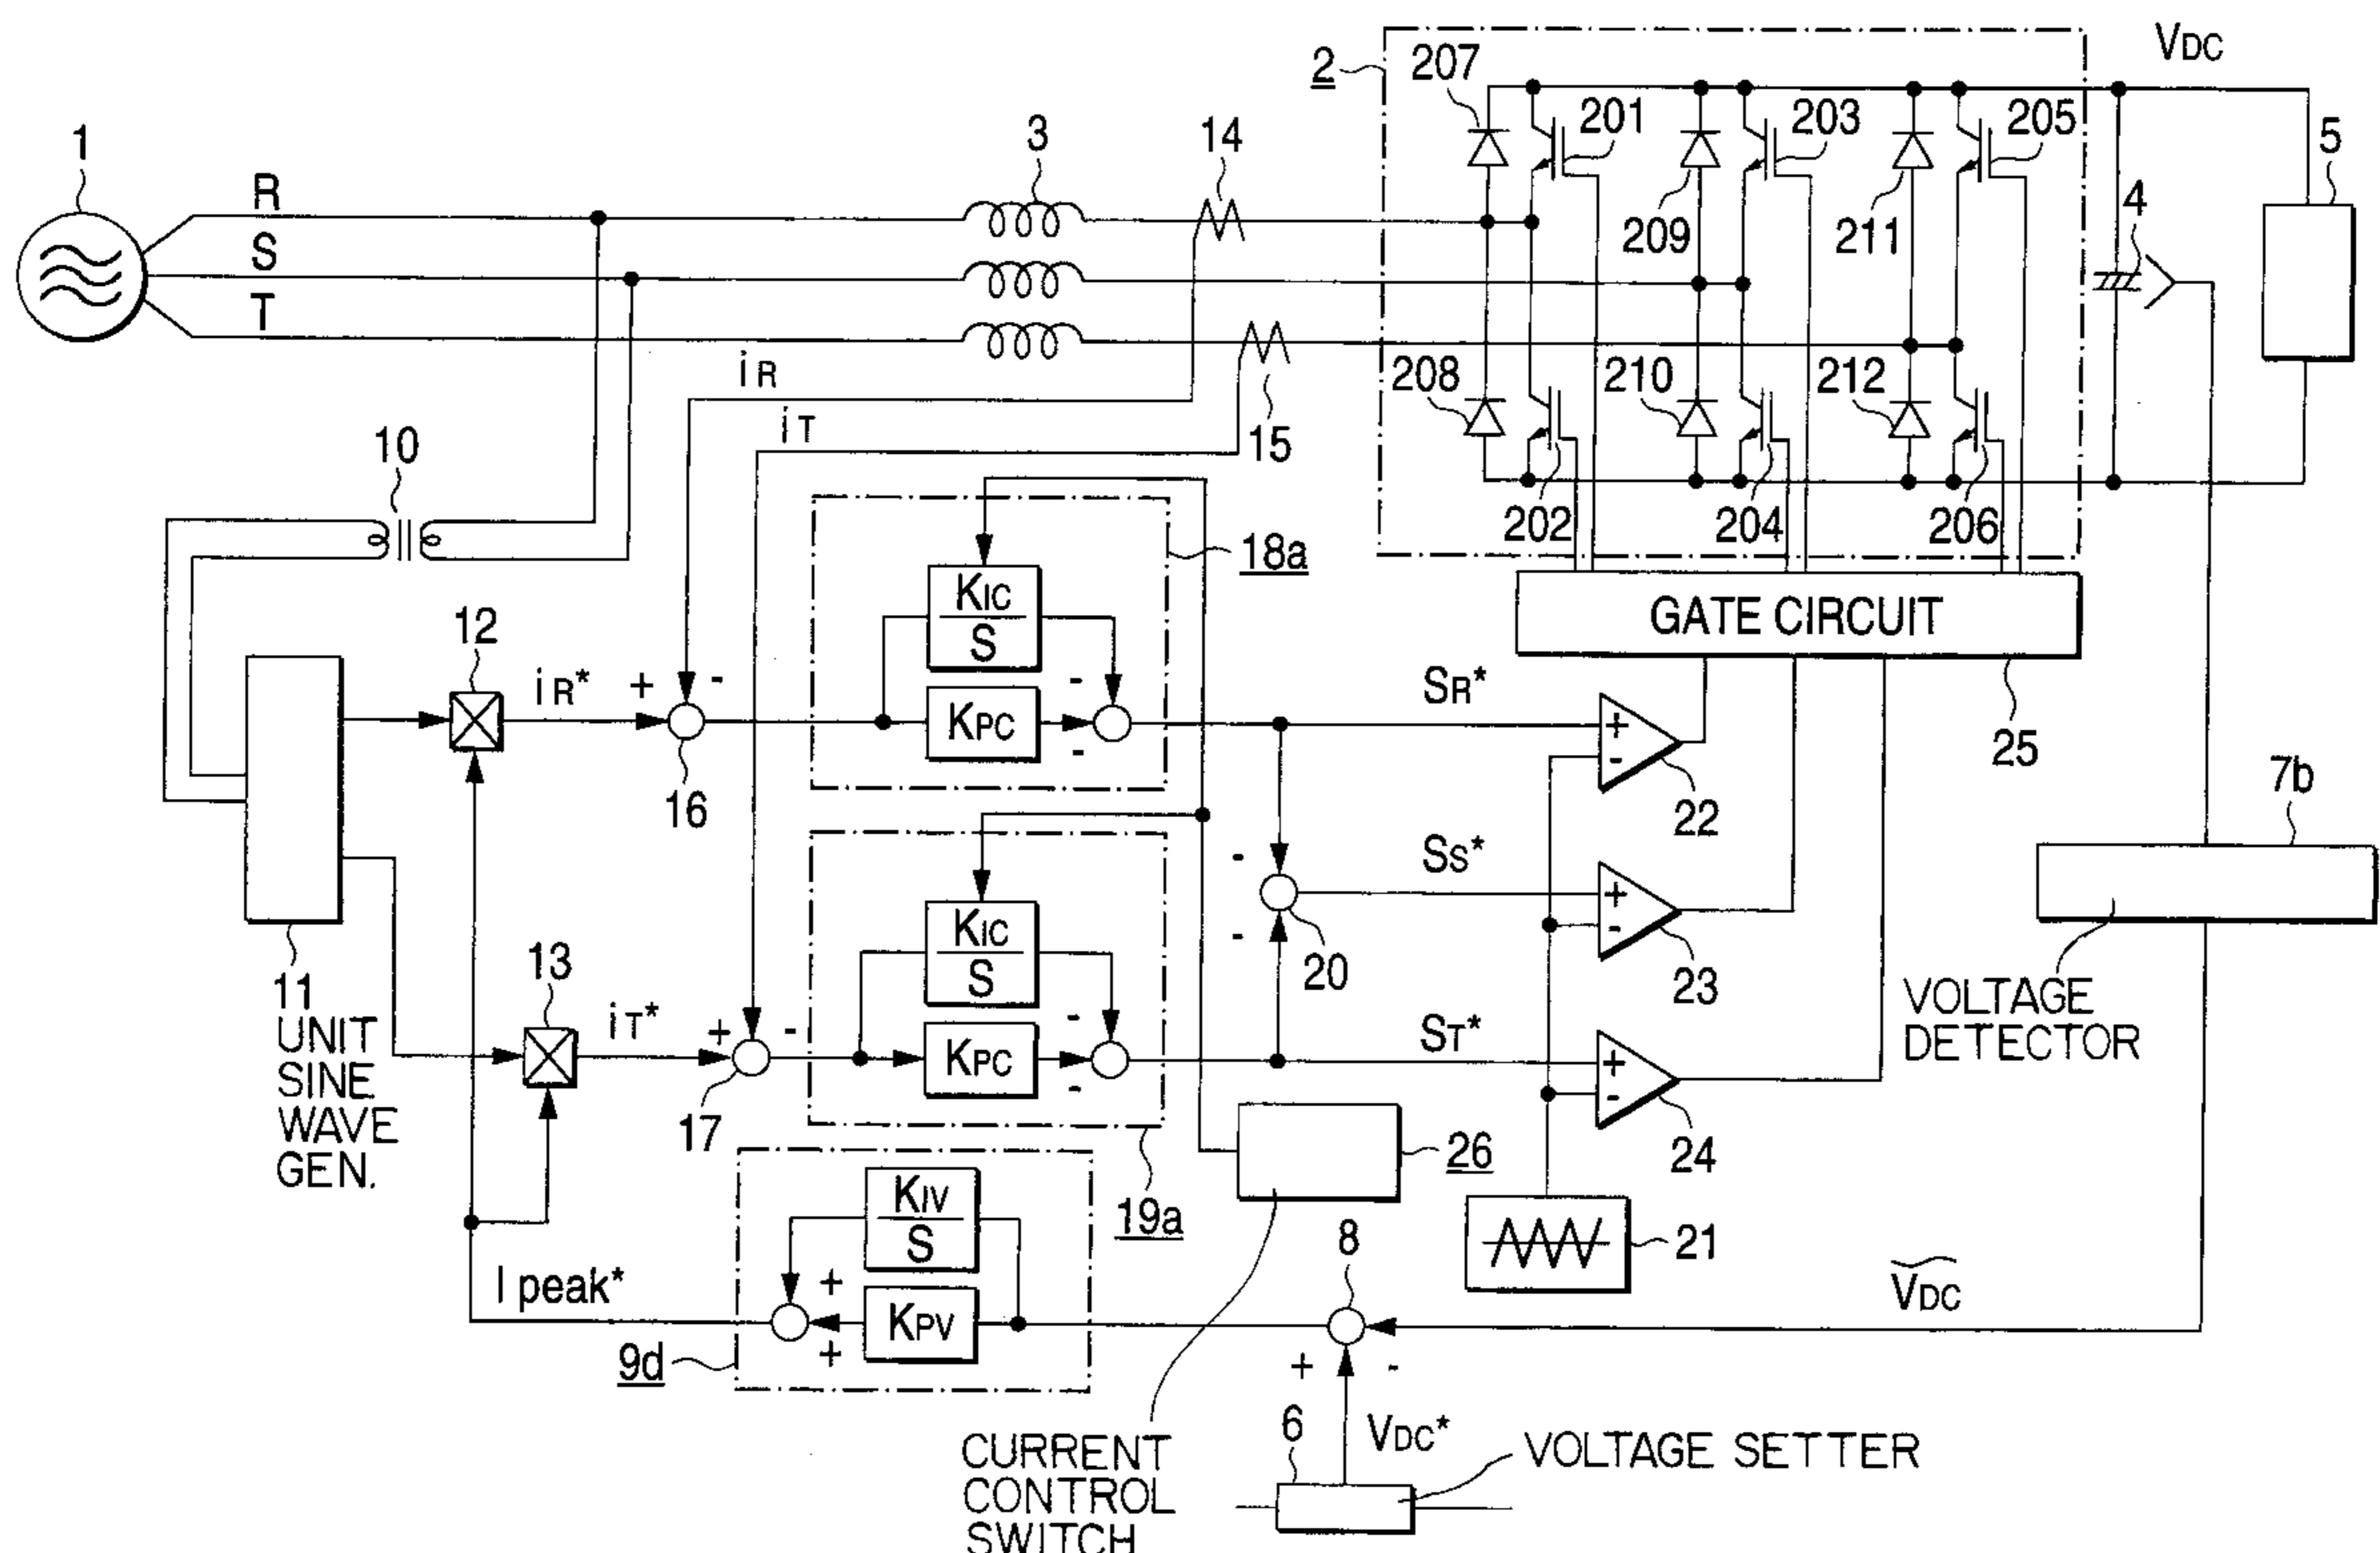 1
R
S
T
3
14
2
207
201
203
205
VDC
5
4
209
211
208
210
212
202
204
206
iR
iT
15
10
18a
KIC
S
KPC
-
-
GATE CIRCUIT
25
12
iR*
+
-
16
SR*
+
-
22
7b
VOLTAGE
DETECTOR
11
UNIT
SINE
WAVE
GEN.
13
iT*
+
-
17
KIC
S
KPC
-
-
19a
-
-
20
SS*
+
-
23
ST*
+
-
24
26
21
KIV
S
KPV
+
+
9d
I peak*
8
+
-
VDC
6
VDC*
VOLTAGE SETTER
CURRENT
CONTROL
SWITCH